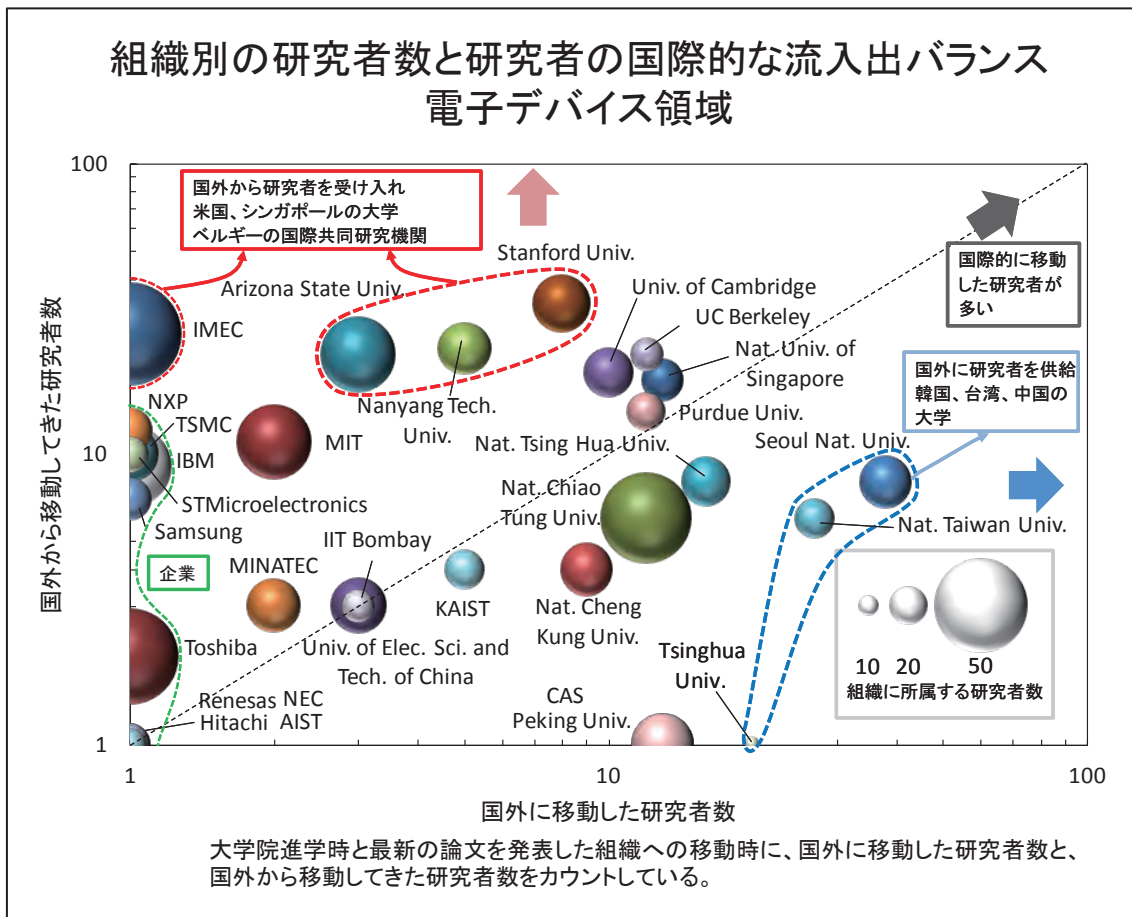 組織別の研究者数と研究者の国際的な流入出バランス
電子デバイス領域
国外から移動してきた研究者数
100
10
1
国外から研究者を受け入れ
米国、シンガポールの大学
ベルギーの国際共同研究機関
国際的に移動
した研究者が
多い
国外に研究者を供給
韓国、台湾、中国の
大学
Arizona State Univ.
Stanford Univ.
IMEC
Nanyang Tech.
Univ.
Univ. of Cambridge
UC Berkeley
Nat. Univ. of
Singapore
Purdue Univ.
NXP
TSMC
IBM
STMicroelectronics
Samsung
MIT
Nat. Tsing Hua Univ.
Seoul Nat. Univ.
Nat. Chiao
Tung Univ.
Nat. Taiwan Univ.
企業
MINATEC
IIT Bombay
KAIST
Nat. Cheng
Kung Univ.
Univ. of Elec. Sci. and
Tech. of China
Toshiba
Tsinghua
Univ.
Renesas NEC
Hitachi AIST
CAS
Peking Univ.
10 20 50
組織に所属する研究者数
1 10 100
国外に移動した研究者数
大学院進学時と最新の論文を発表した組織への移動時に、国外に移動した研究者数と、
国外から移動してきた研究者数をカウントしている。